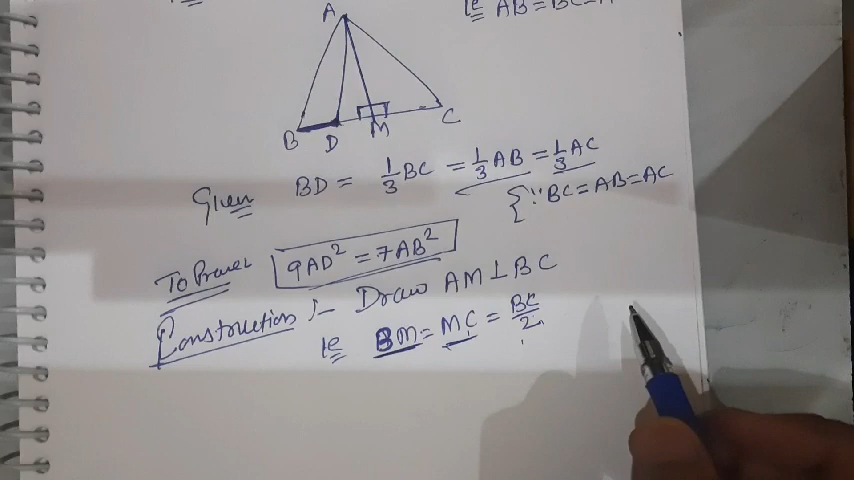 ie AB = BC = A
A
B D M C
Given BD = 1/3 BC = 1/3 AB = 1/3 AC
{∵ BC = AB = AC
To Prove 9AD² = 7AB²
Construction :- Draw AM ⊥ BC
ie BM = MC = BC/2